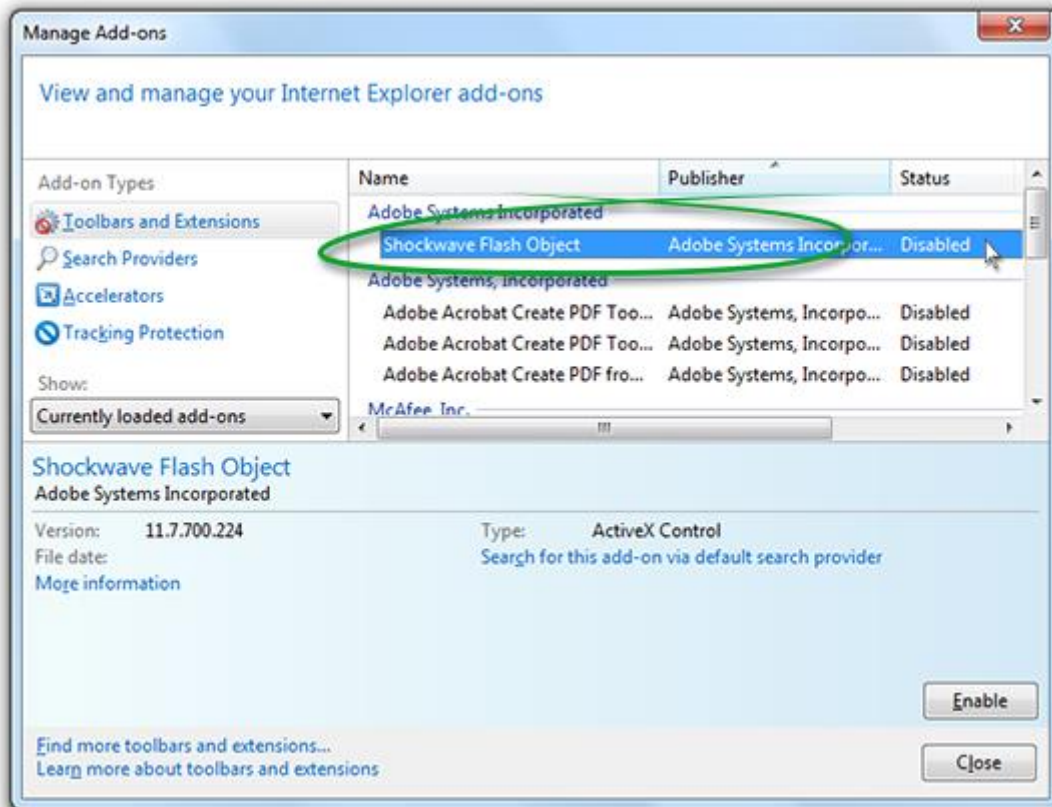 Manage Add-ons
View and manage your Internet Explorer add-ons
Add-on Types
Toolbars and Extensions
Search Providers
Accelerators
Tracking Protection
Show:
Currently loaded add-ons
Name Publisher Status
Adobe Systems Incorporated
Shockwave Flash Object Adobe Systems Incorpor... Disabled
Adobe Systems, Incorporated
Adobe Acrobat Create PDF Too... Adobe Systems, Incorpo... Disabled
Adobe Acrobat Create PDF Too... Adobe Systems, Incorpo... Disabled
Adobe Acrobat Create PDF fro... Adobe Systems, Incorpo... Disabled
McAfee, Inc.
Shockwave Flash Object
Adobe Systems Incorporated
Version: 11.7.700.224 Type: ActiveX Control
File date: Search for this add-on via default search provider
More information
Enable
Find more toolbars and extensions...
Learn more about toolbars and extensions
Close